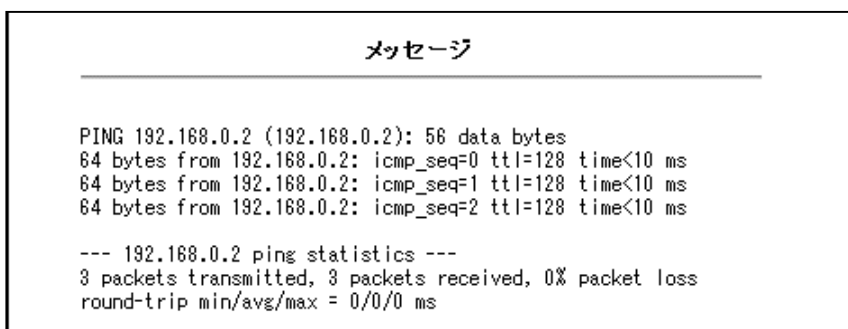 メッセージ
PING 192.168.0.2 (192.168.0.2): 56 data bytes
64 bytes from 192.168.0.2: icmp_seq=0 ttl=128 time<10 ms
64 bytes from 192.168.0.2: icmp_seq=1 ttl=128 time<10 ms
64 bytes from 192.168.0.2: icmp_seq=2 ttl=128 time<10 ms
--- 192.168.0.2 ping statistics ---
3 packets transmitted, 3 packets received, 0% packet loss
round-trip min/avg/max = 0/0/0 ms